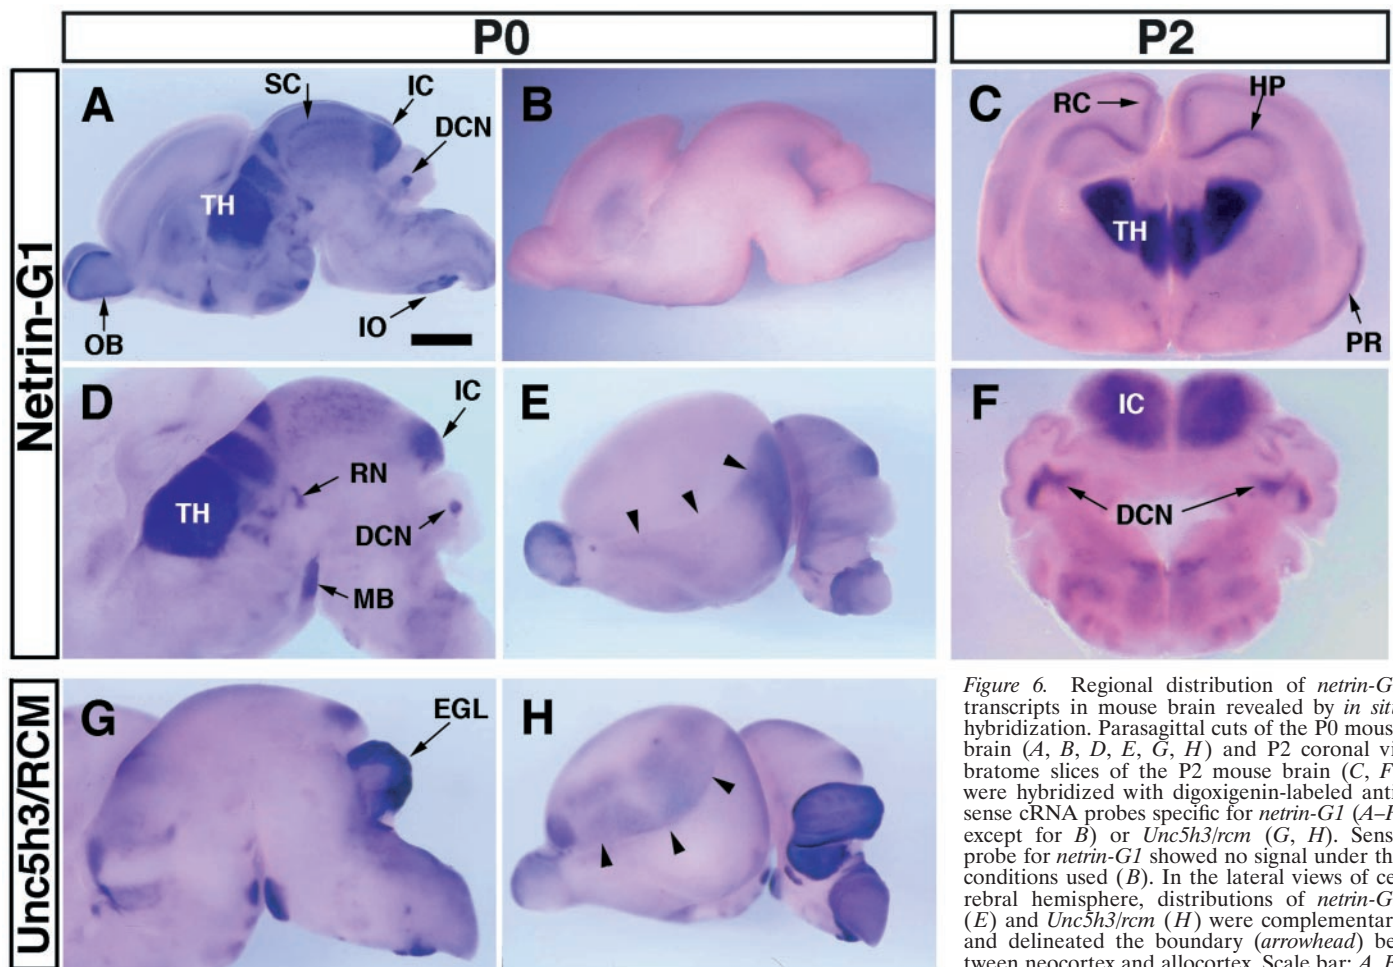 P0
P2
Netrin-G1
A
SC
IC
DCN
TH
OB
IO
B
C
RC
HP
TH
PR
D
IC
RN
TH
DCN
MB
E
F
IC
DCN
Unc5h3/RCM
G
EGL
H
Figure 6. Regional distribution of netrin-G
transcripts in mouse brain revealed by in sit
hybridization. Parasagittal cuts of the P0 mous
brain (A, B, D, E, G, H) and P2 coronal vi
bratome slices of the P2 mouse brain (C, F
were hybridized with digoxigenin-labeled anti
sense cRNA probes specific for netrin-G1 (A–F
except for B) or Unc5h3/rcm (G, H). Sens
probe for netrin-G1 showed no signal under th
conditions used (B). In the lateral views of ce
rebral hemisphere, distributions of netrin-G
(E) and Unc5h3/rcm (H) were complementar
and delineated the boundary (arrowhead) be
tween neocortex and allocortex. Scale bar: A, B